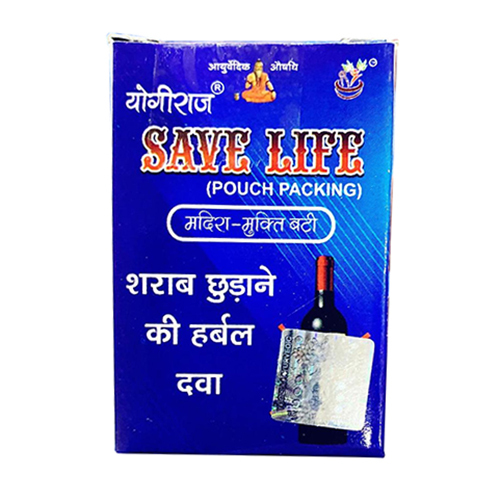 आयुर्वेदिक औषधि
योगीराज®
SAVE LIFE
(POUCH PACKING)
मदिरा-मुक्ति बटी
शराब छुड़ाने
की हर्बल
दवा